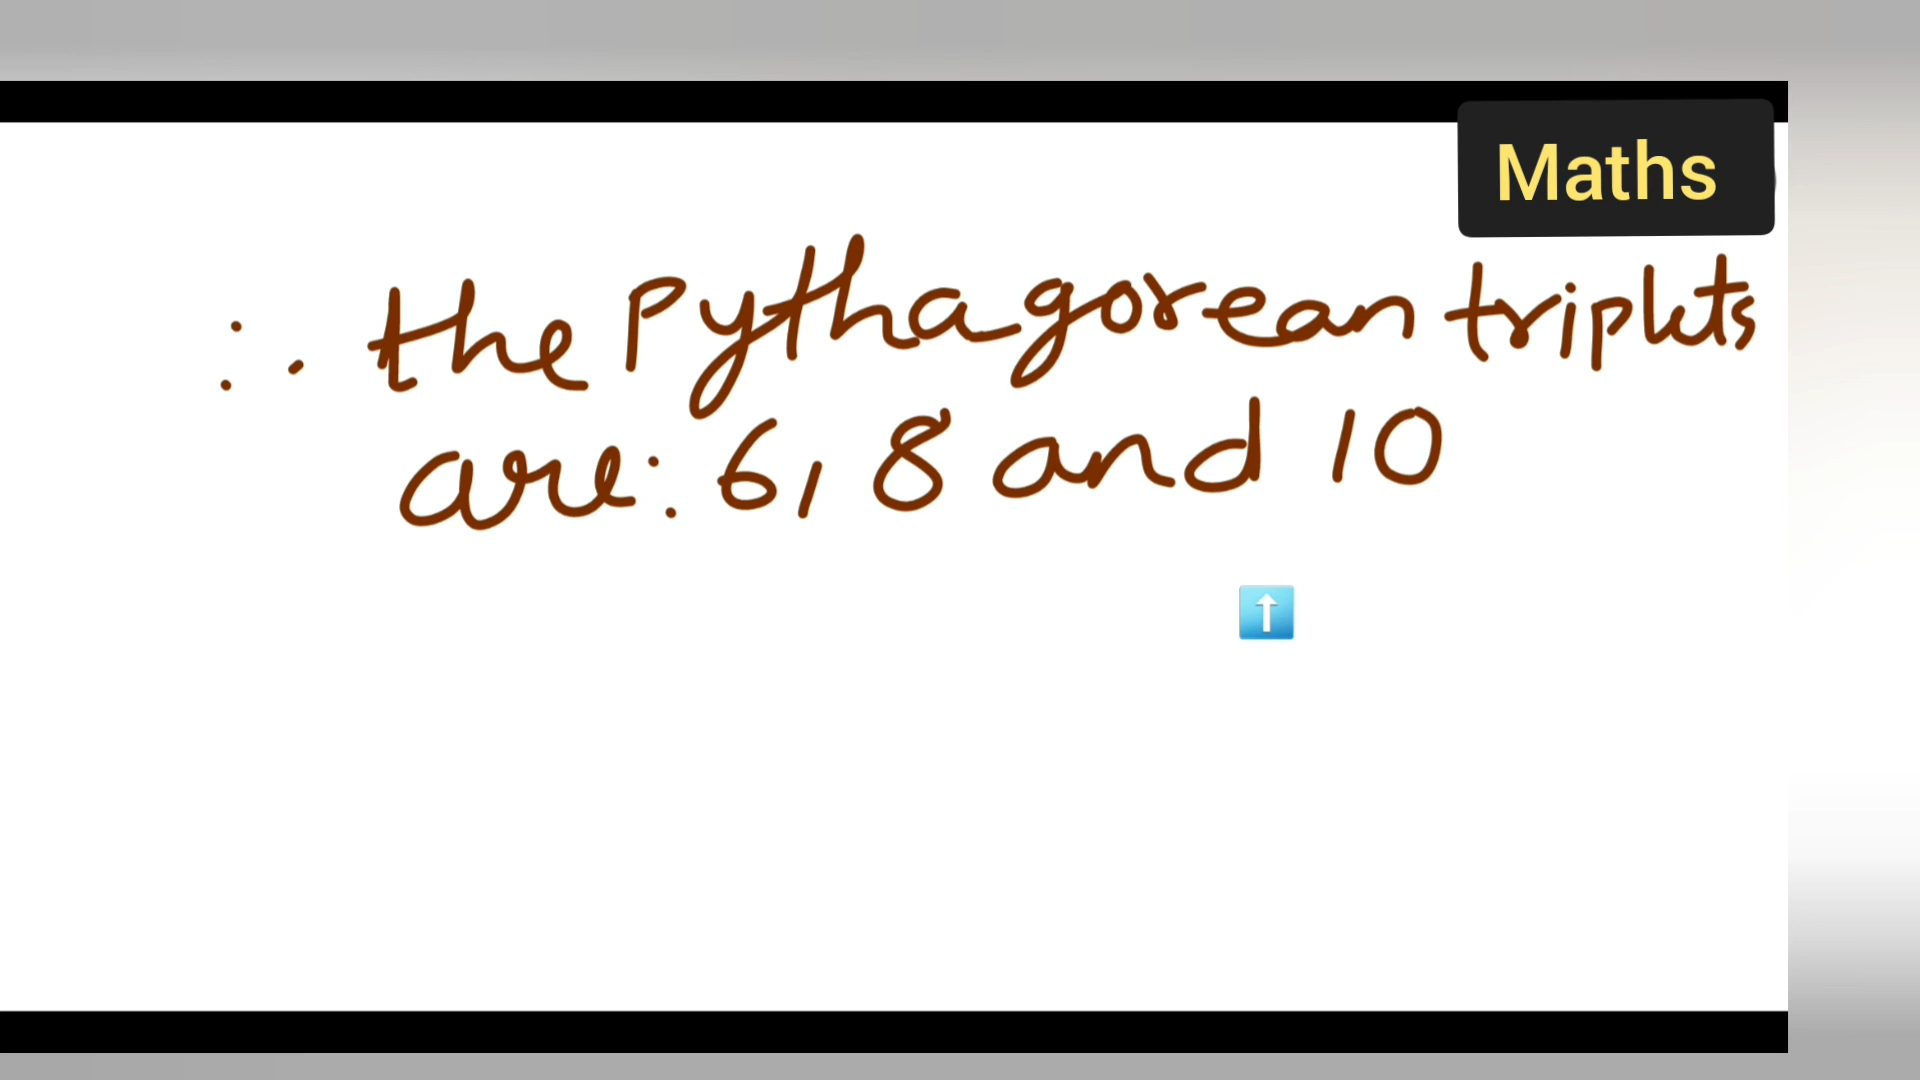 Maths
∴ the Pythagorean triplets
are: 6, 8 and 10